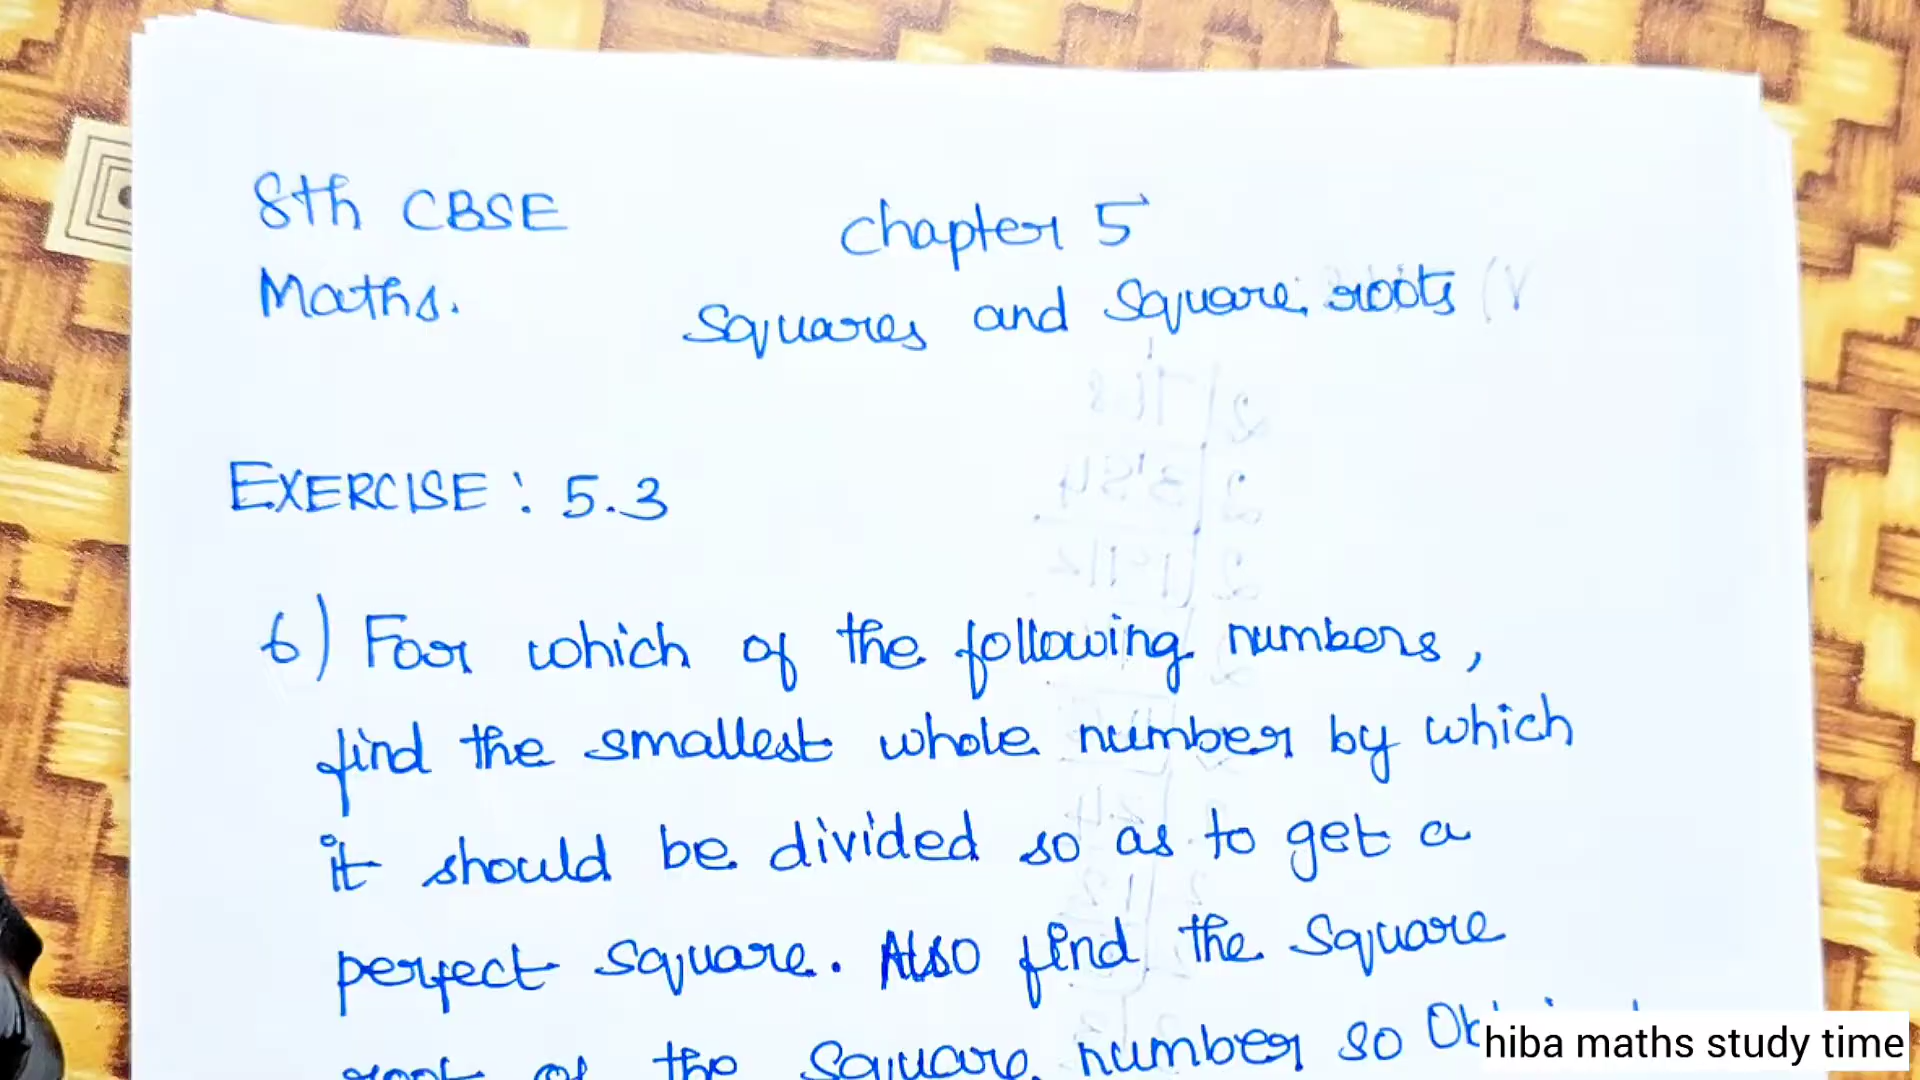 8th CBSE
Maths.
Chapter 5
Squares and Square roots (√
EXERCISE : 5.3
6) For which of the following numbers,
find the smallest whole number by which
it should be divided so as to get a
perfect square. Also find the square
root of the square number so
hiba maths study time